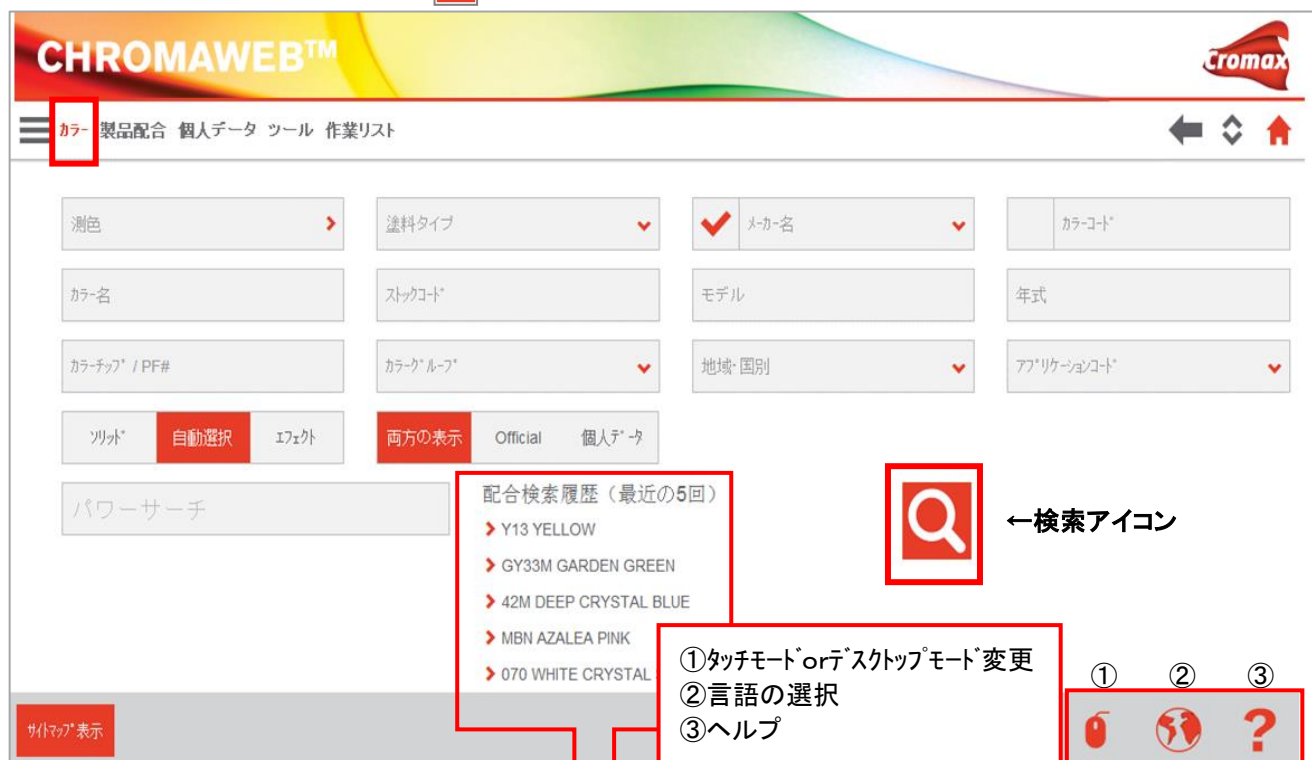 CHROMAWEB™
cromax
カラー 製品配合 個人データ ツール 作業リスト
測色 塗料タイプ メーカー名 ｶﾗｰｺｰﾄﾞ
ｶﾗｰ名 ｽﾄｯｸｺｰﾄﾞ モデル 年式
ｶﾗｰﾁｯﾌﾟ / PF# ｶﾗｰｸﾞﾙｰﾌﾟ 地域･国別 ｱﾌﾟﾘｹｰｼｮﾝｺｰﾄﾞ
ｿﾘｯﾄﾞ 自動選択 ｴﾌｪｸﾄ 両方の表示 Official 個人ﾃﾞｰﾀ
パワーサーチ
配合検索履歴（最近の5回）
Y13 YELLOW
GY33M GARDEN GREEN
42M DEEP CRYSTAL BLUE
MBN AZALEA PINK
070 WHITE CRYSTAL
←検索アイコン
①ﾀｯﾁﾓｰﾄﾞorﾃﾞｽｸﾄｯﾌﾟﾓｰﾄﾞ変更
②言語の選択
③ヘルプ
① ② ③
ｻｲﾄﾏｯﾌﾟ表示